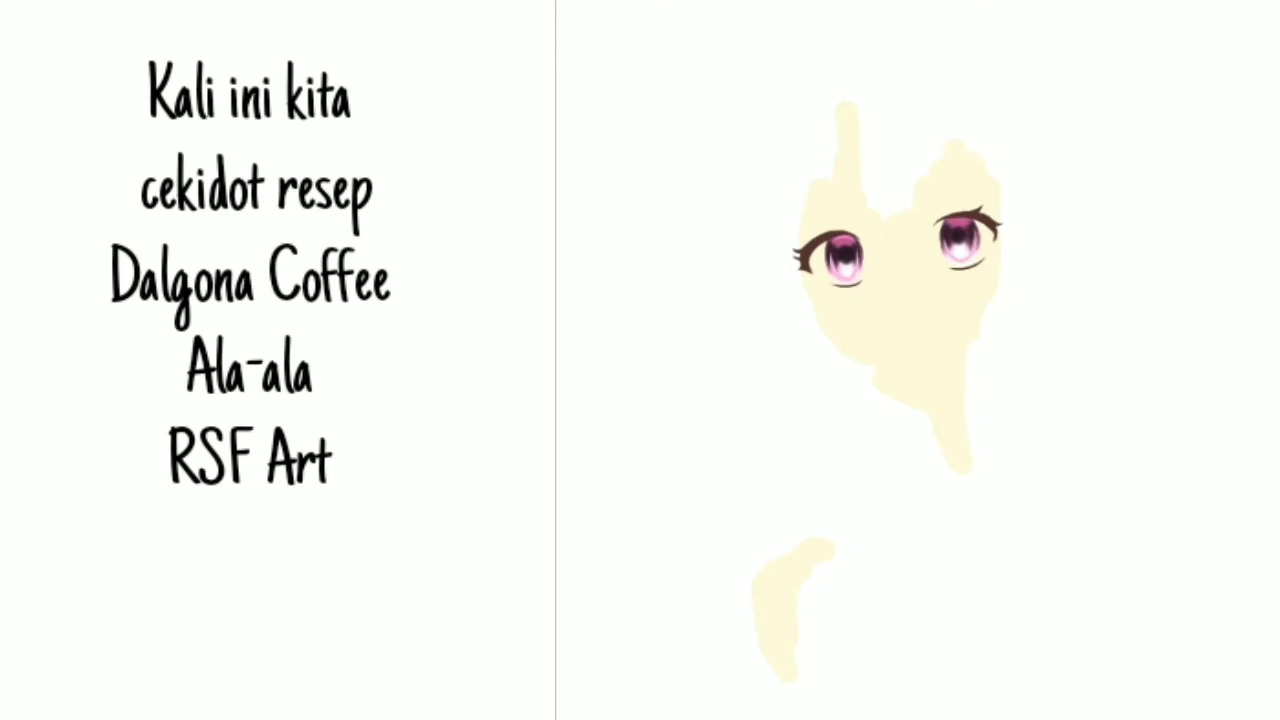 Kali ini kita
cekidot resep
Dalgona Coffee
Ala-ala
RSF Art